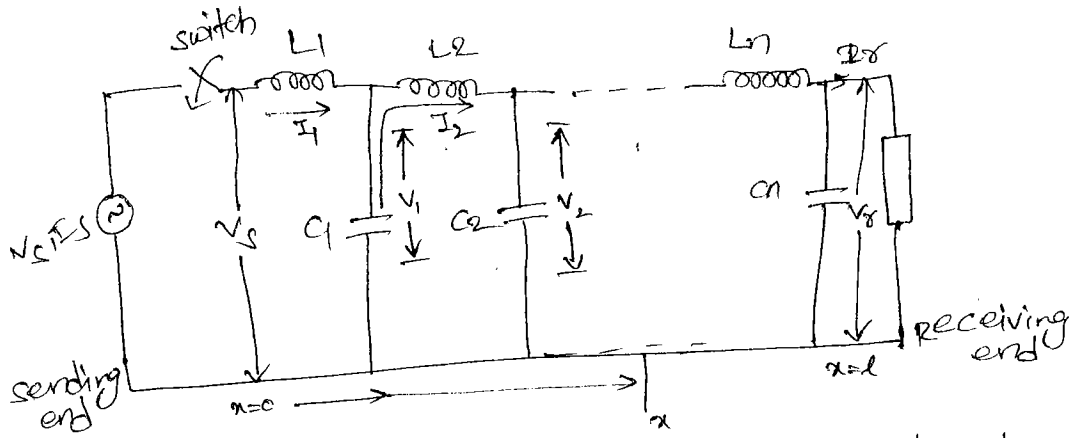 switch
L1
L2
Ln
Ir
I1
I2
Vs, Is
Vs
C1
V1
C2
V2
Cn
Vr
sending
end
x=0
x
x=l
Receiving
end